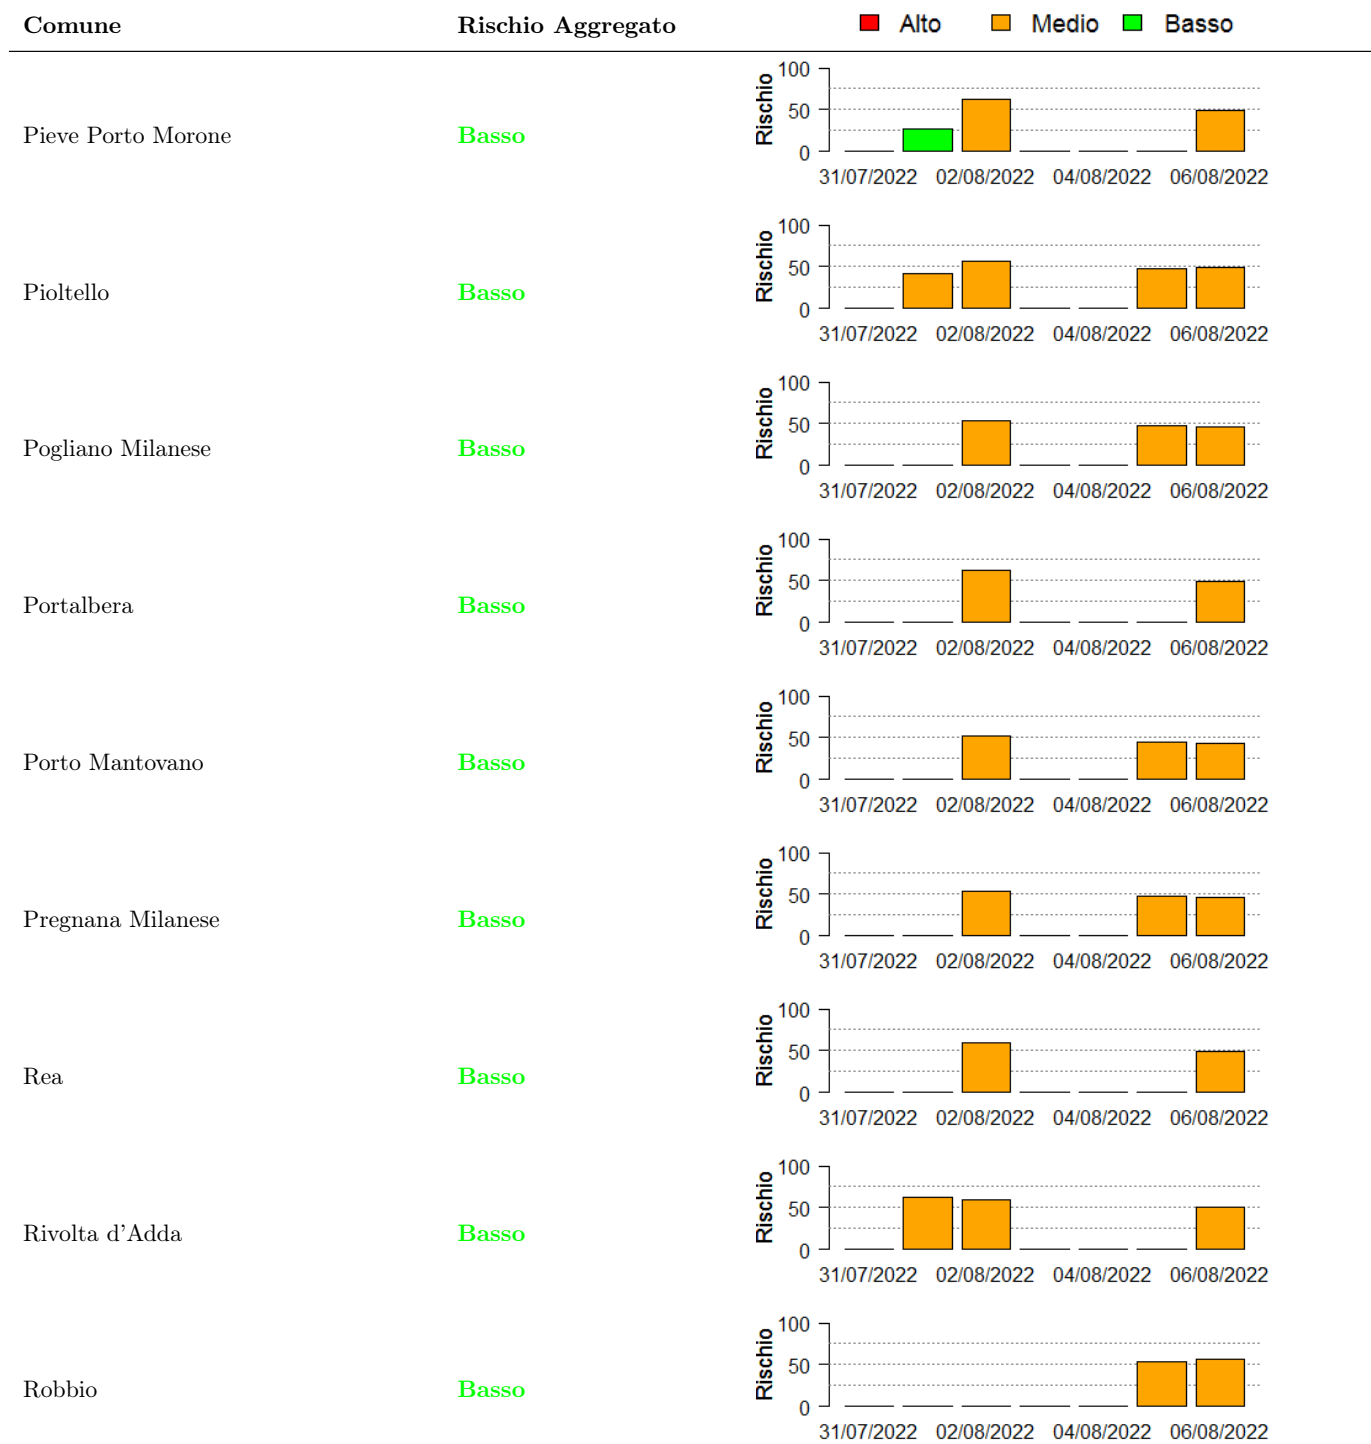 Comune Rischio Aggregato Alto Medio Basso
Pieve Porto Morone Basso
Rischio
100
50
0
31/07/2022 02/08/2022 04/08/2022 06/08/2022
Pioltello Basso
Rischio
100
50
0
31/07/2022 02/08/2022 04/08/2022 06/08/2022
Pogliano Milanese Basso
Rischio
100
50
0
31/07/2022 02/08/2022 04/08/2022 06/08/2022
Portalbera Basso
Rischio
100
50
0
31/07/2022 02/08/2022 04/08/2022 06/08/2022
Porto Mantovano Basso
Rischio
100
50
0
31/07/2022 02/08/2022 04/08/2022 06/08/2022
Pregnana Milanese Basso
Rischio
100
50
0
31/07/2022 02/08/2022 04/08/2022 06/08/2022
Rea Basso
Rischio
100
50
0
31/07/2022 02/08/2022 04/08/2022 06/08/2022
Rivolta d'Adda Basso
Rischio
100
50
0
31/07/2022 02/08/2022 04/08/2022 06/08/2022
Robbio Basso
Rischio
100
50
0
31/07/2022 02/08/2022 04/08/2022 06/08/2022